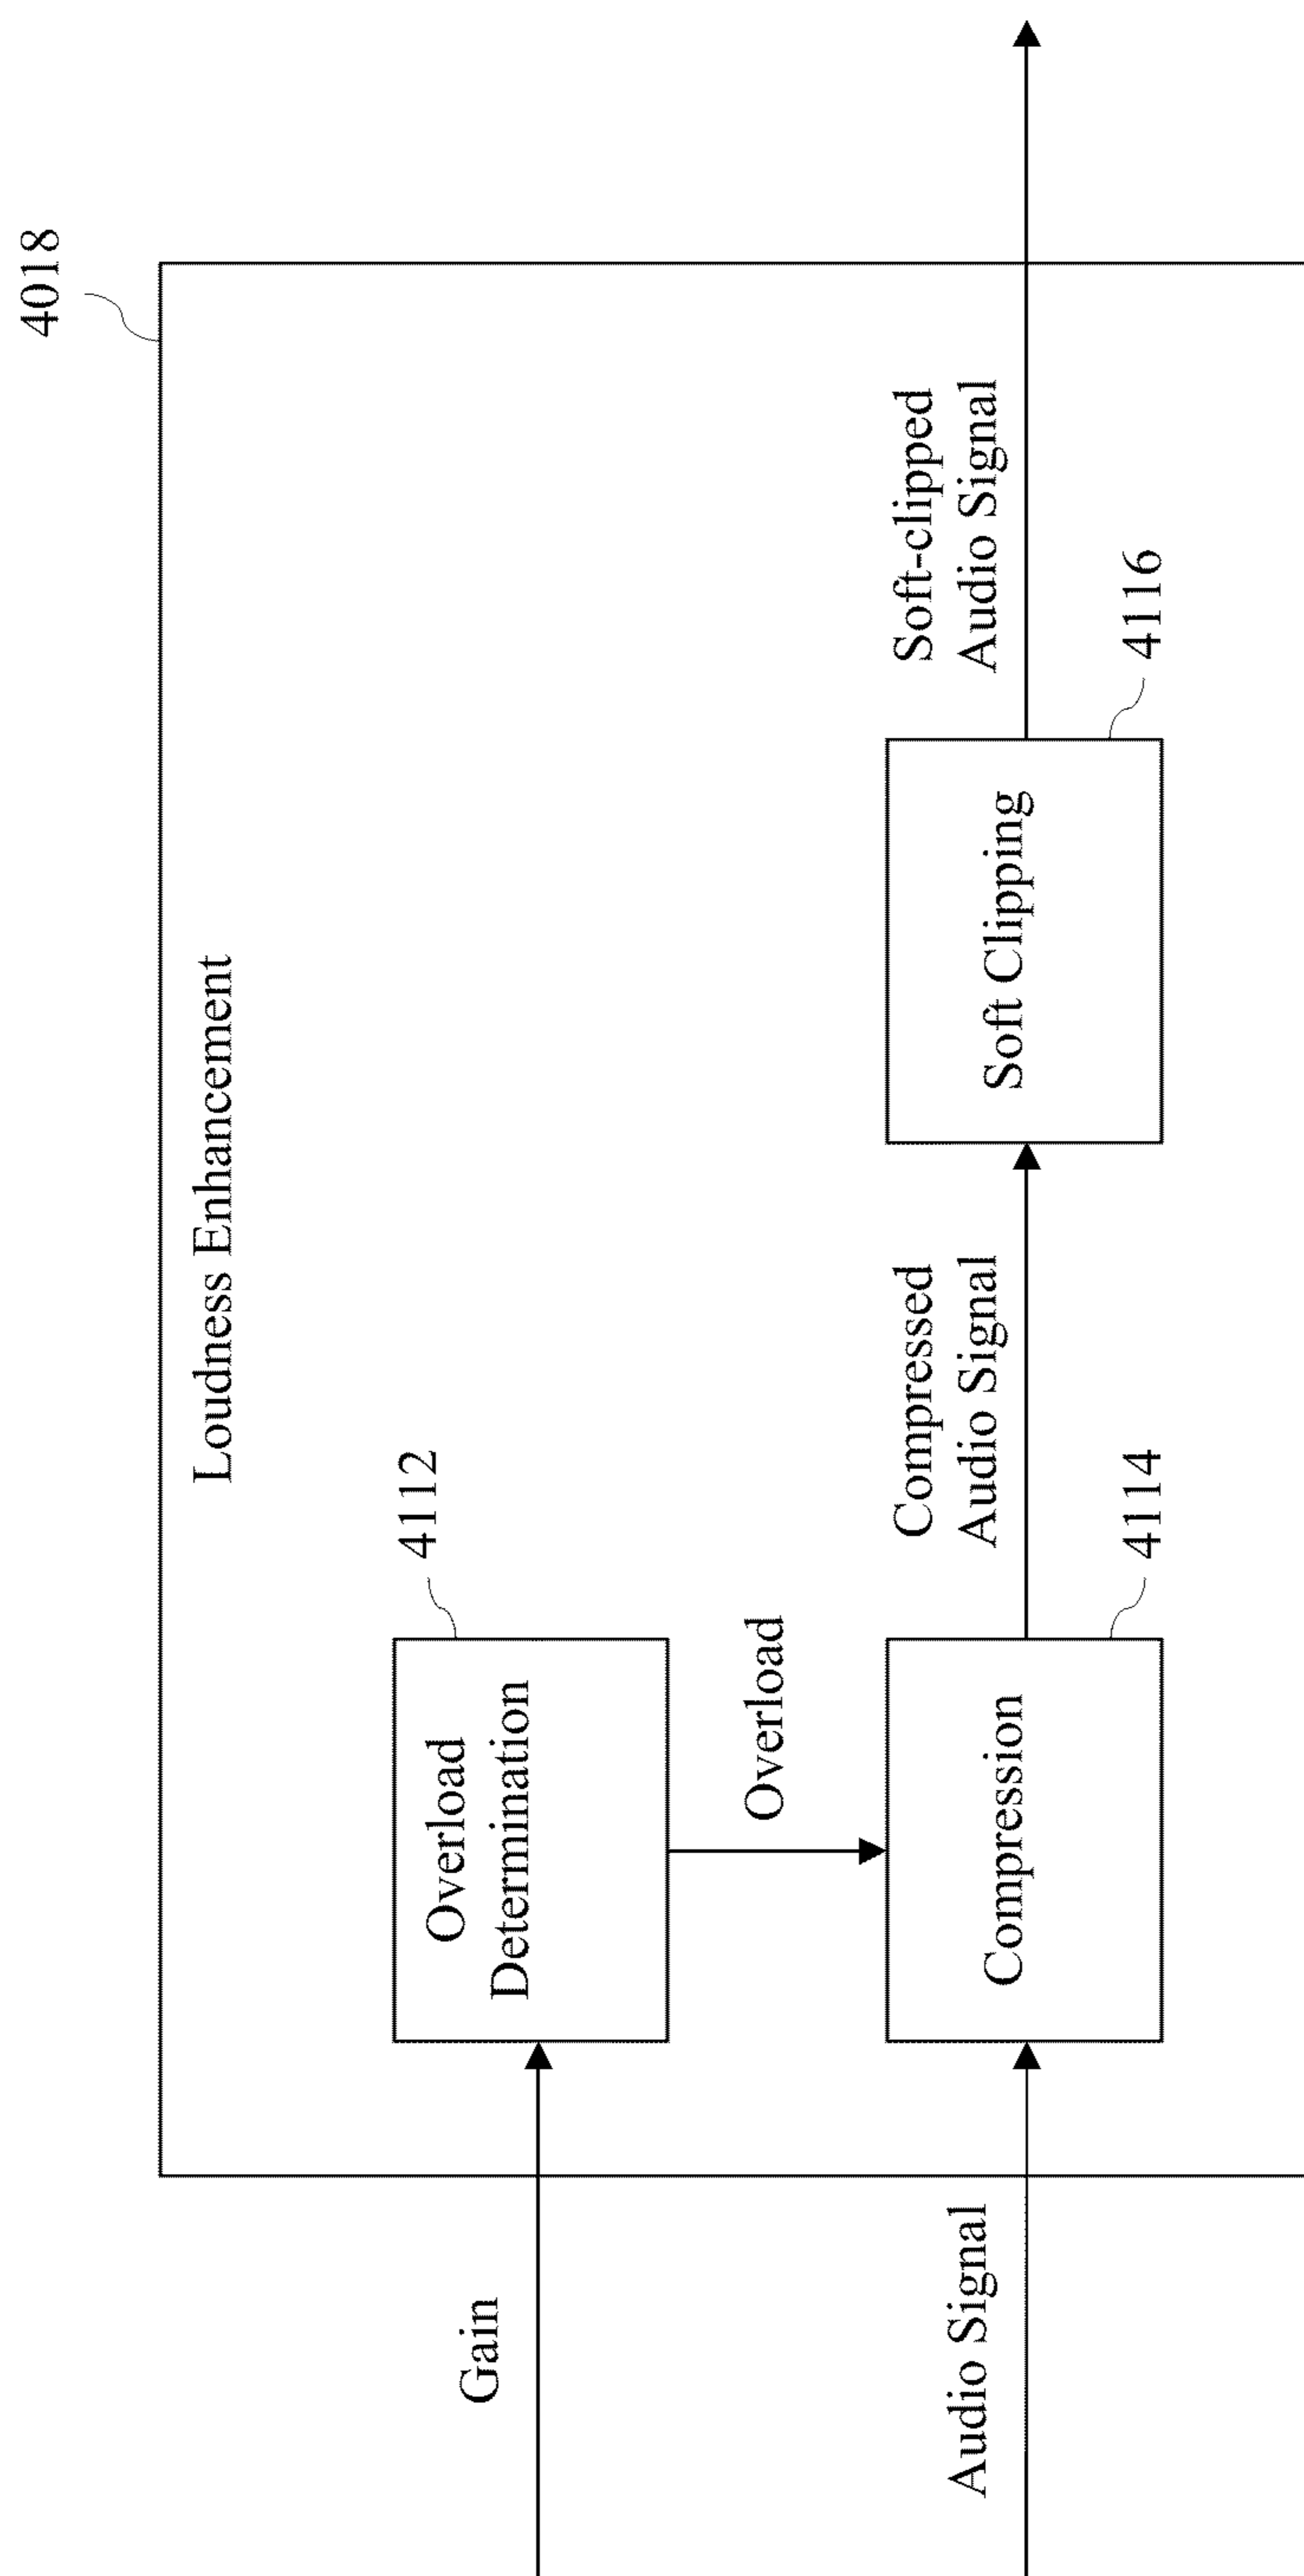 4018
Loudness Enhancement
4112
Overload
Determination
Gain
Overload
Compressed
Audio Signal
Soft-clipped
Audio Signal
Audio Signal
Compression
Soft Clipping
4114
4116